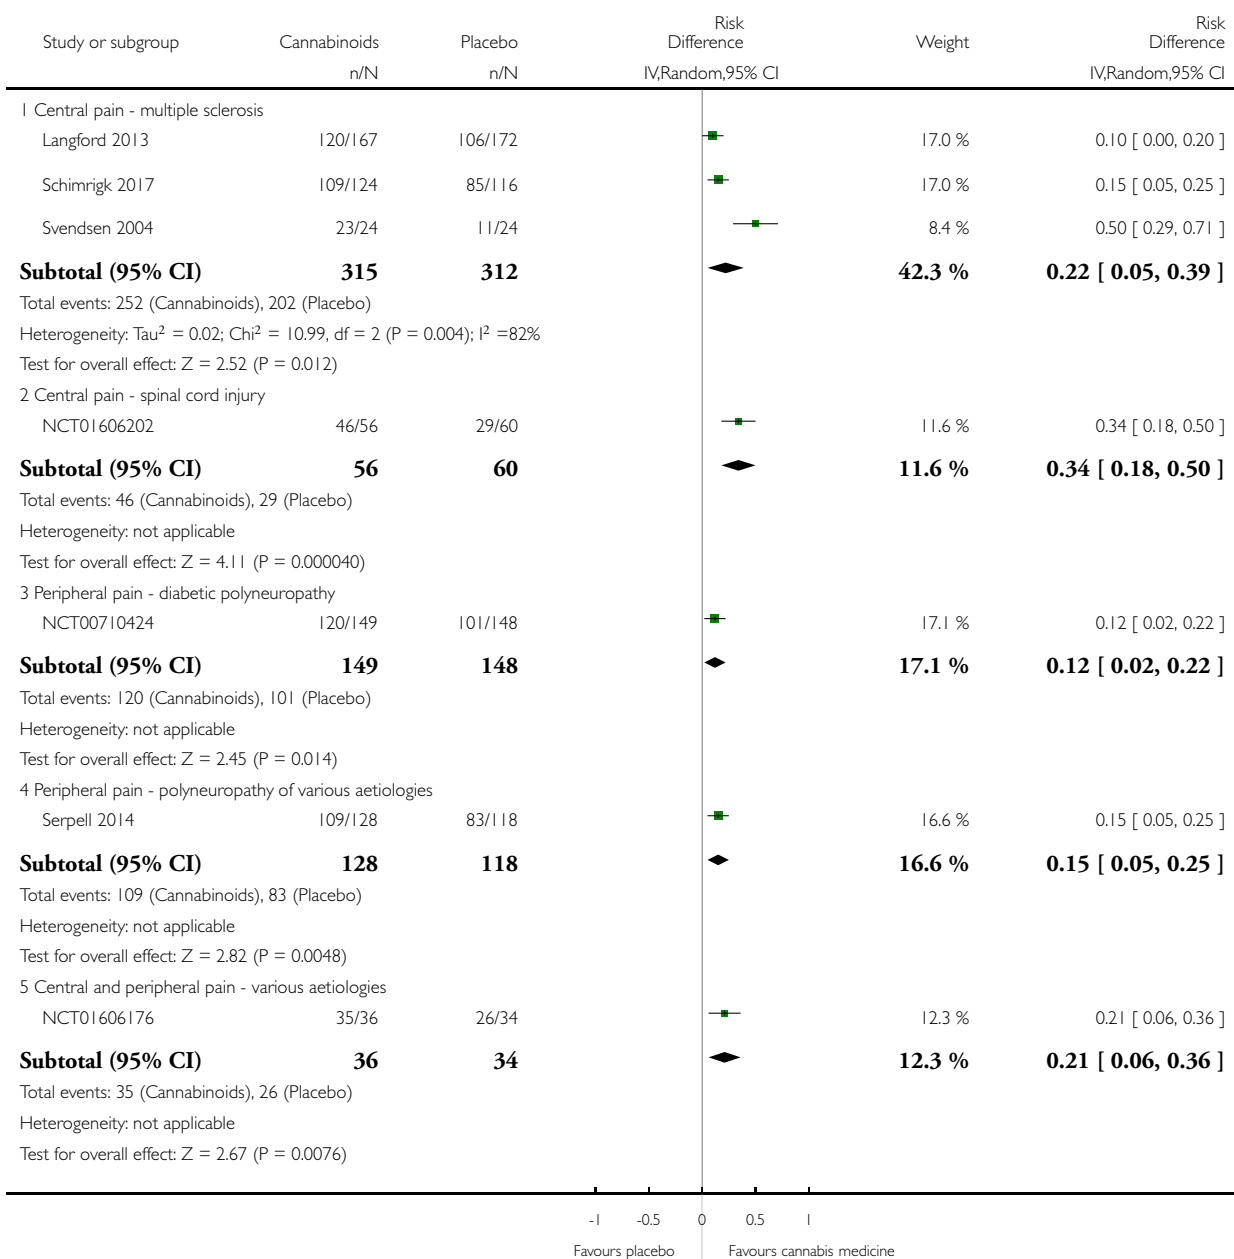 Study or subgroup Cannabinoids Placebo Risk Difference Weight Risk Difference
n/N n/N IV,Random,95% CI IV,Random,95% CI
1 Central pain - multiple sclerosis
Langford 2013 120/167 106/172 17.0 % 0.10 [ 0.00, 0.20 ]
Schimrigk 2017 109/124 85/116 17.0 % 0.15 [ 0.05, 0.25 ]
Svendsen 2004 23/24 11/24 8.4 % 0.50 [ 0.29, 0.71 ]
Subtotal (95% CI) 315 312 42.3 % 0.22 [ 0.05, 0.39 ]
Total events: 252 (Cannabinoids), 202 (Placebo)
Heterogeneity: Tau² = 0.02; Chi² = 10.99, df = 2 (P = 0.004); I² =82%
Test for overall effect: Z = 2.52 (P = 0.012)
2 Central pain - spinal cord injury
NCT01606202 46/56 29/60 11.6 % 0.34 [ 0.18, 0.50 ]
Subtotal (95% CI) 56 60 11.6 % 0.34 [ 0.18, 0.50 ]
Total events: 46 (Cannabinoids), 29 (Placebo)
Heterogeneity: not applicable
Test for overall effect: Z = 4.11 (P = 0.000040)
3 Peripheral pain - diabetic polyneuropathy
NCT00710424 120/149 101/148 17.1 % 0.12 [ 0.02, 0.22 ]
Subtotal (95% CI) 149 148 17.1 % 0.12 [ 0.02, 0.22 ]
Total events: 120 (Cannabinoids), 101 (Placebo)
Heterogeneity: not applicable
Test for overall effect: Z = 2.45 (P = 0.014)
4 Peripheral pain - polyneuropathy of various aetiologies
Serpell 2014 109/128 83/118 16.6 % 0.15 [ 0.05, 0.25 ]
Subtotal (95% CI) 128 118 16.6 % 0.15 [ 0.05, 0.25 ]
Total events: 109 (Cannabinoids), 83 (Placebo)
Heterogeneity: not applicable
Test for overall effect: Z = 2.82 (P = 0.0048)
5 Central and peripheral pain - various aetiologies
NCT01606176 35/36 26/34 12.3 % 0.21 [ 0.06, 0.36 ]
Subtotal (95% CI) 36 34 12.3 % 0.21 [ 0.06, 0.36 ]
Total events: 35 (Cannabinoids), 26 (Placebo)
Heterogeneity: not applicable
Test for overall effect: Z = 2.67 (P = 0.0076)
-1 -0.5 0 0.5 1
Favours placebo Favours cannabis medicine